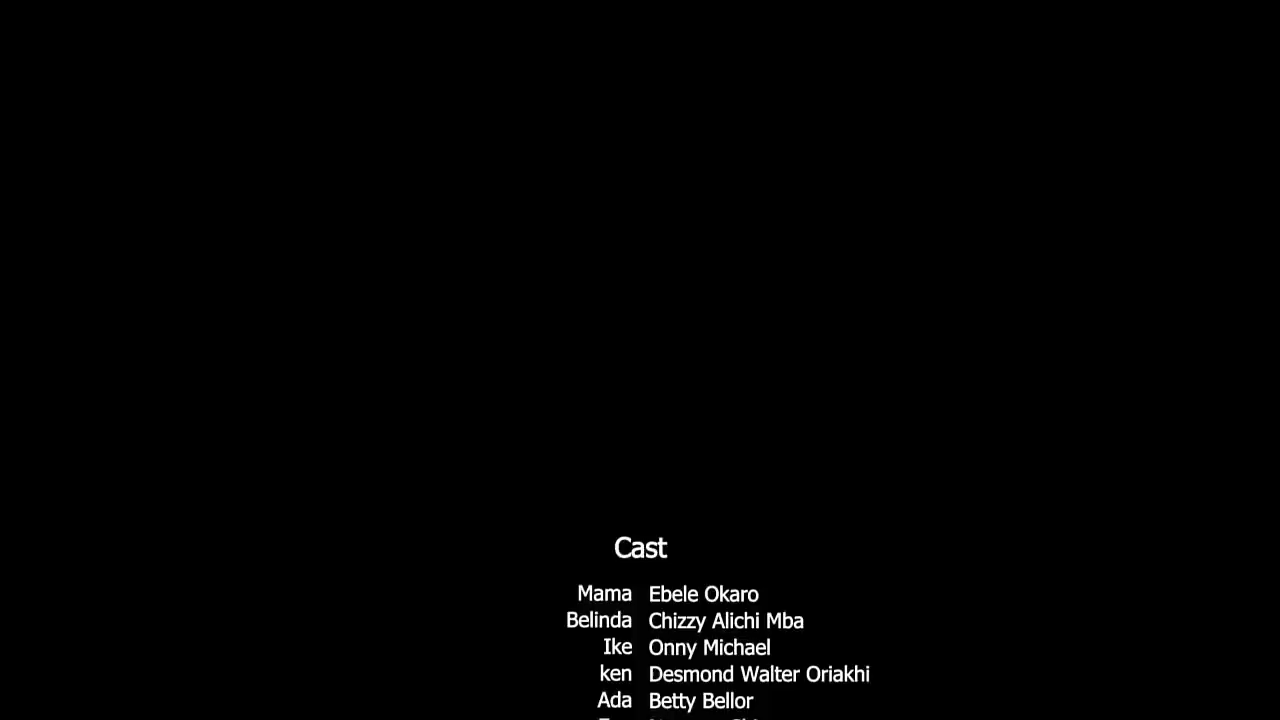 Cast
Mama Ebele Okaro
Belinda Chizzy Alichi Mba
Ike Onny Michael
ken Desmond Walter Oriakhi
Ada Betty Bellor